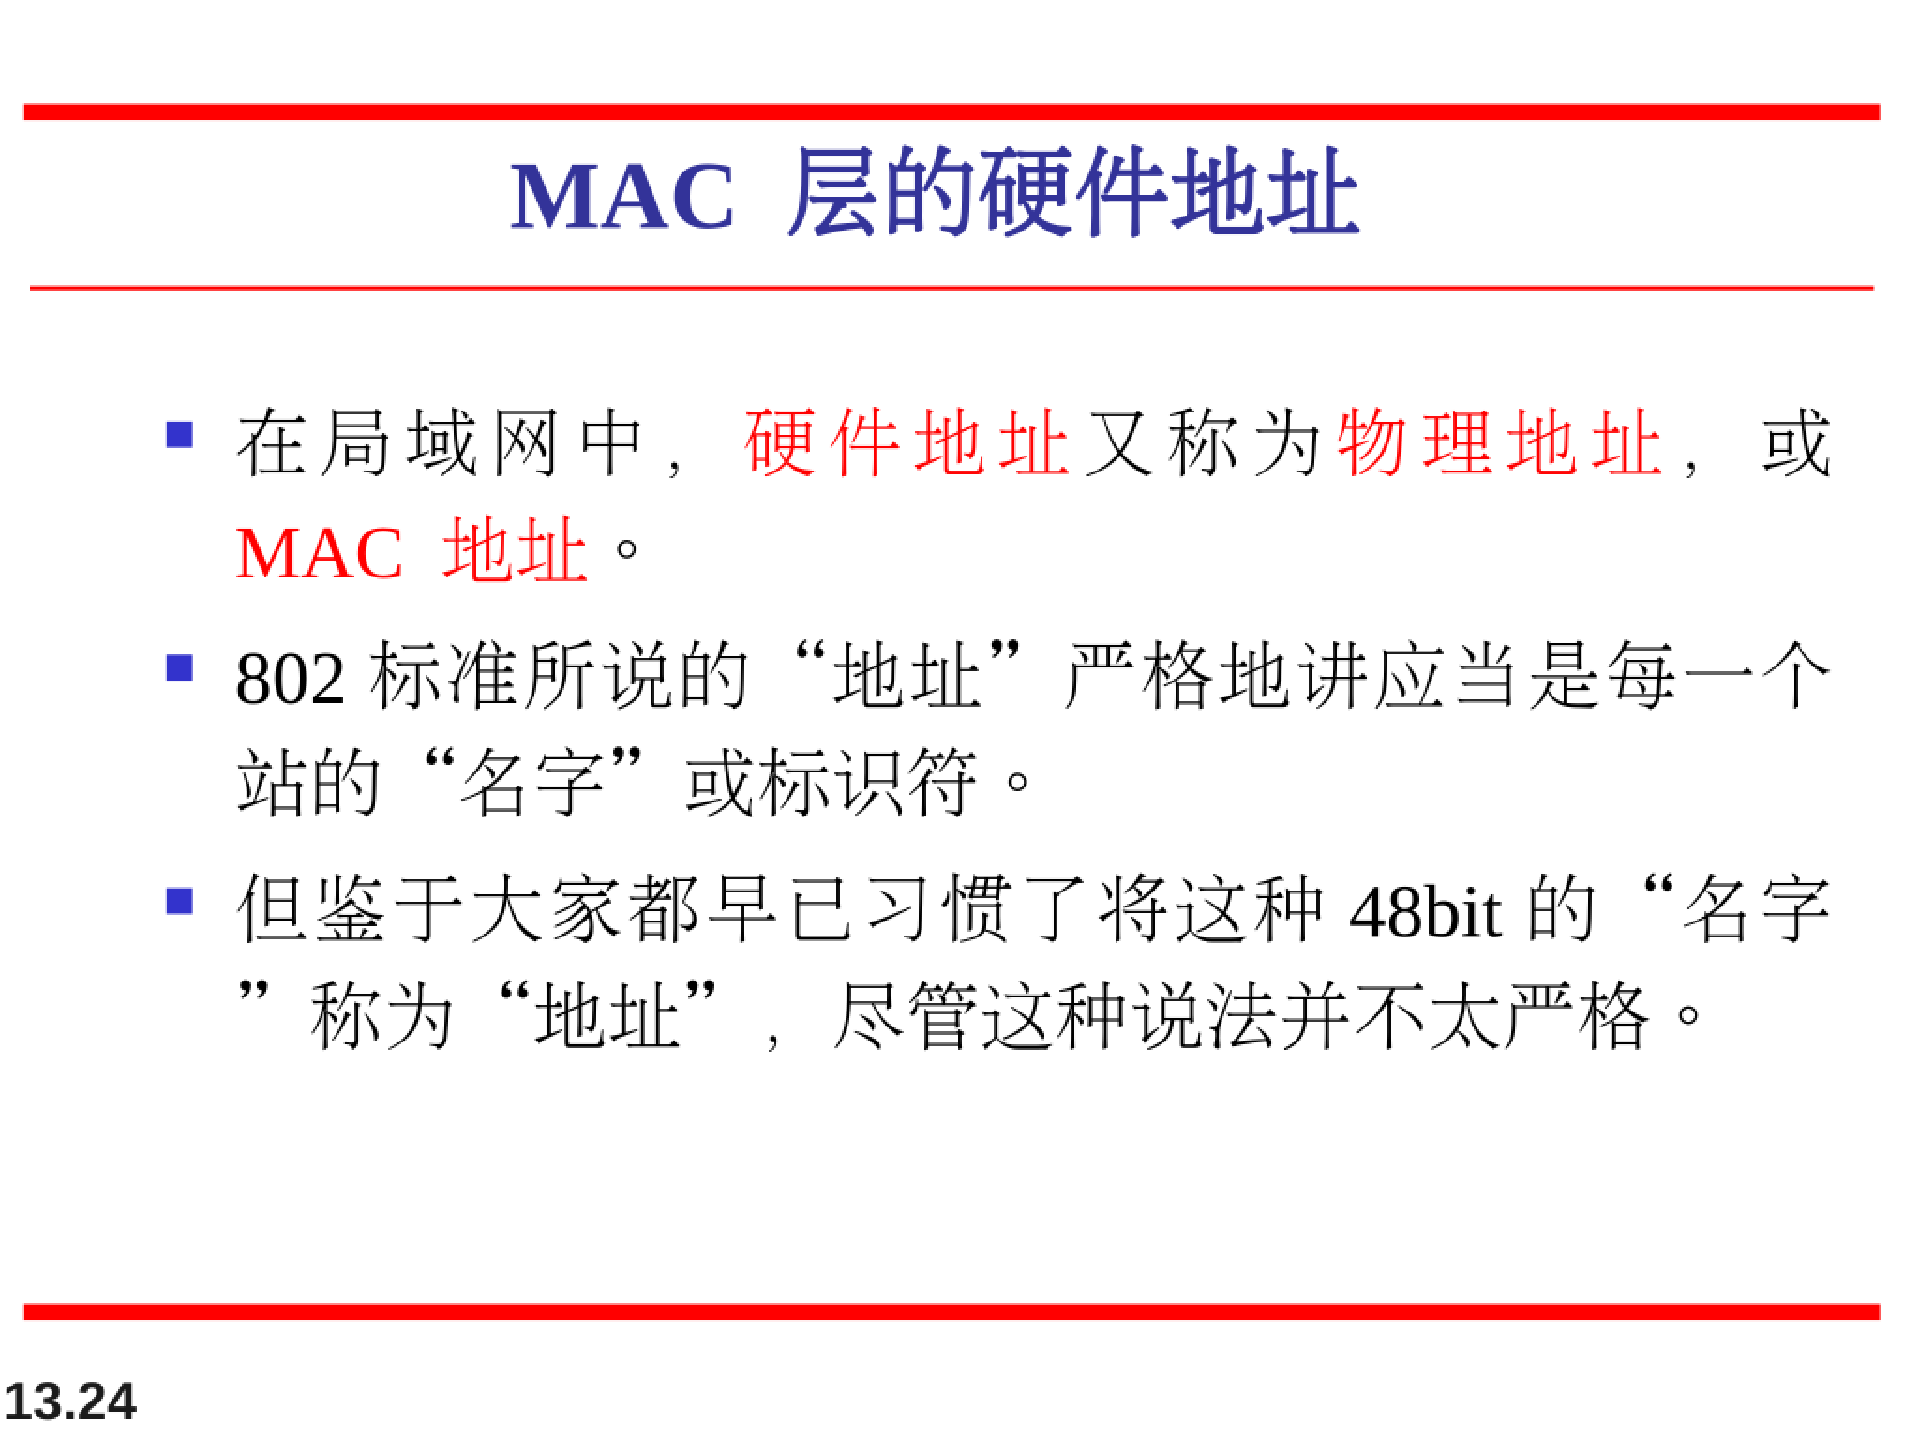 MAC 层的硬件地址
在局域网中，硬件地址又称为物理地址，或
MAC 地址。
802 标准所说的“地址”严格地讲应当是每一个
站的“名字”或标识符。
但鉴于大家都早已习惯了将这种 48bit 的“名字
”称为“地址”，尽管这种说法并不太严格。
13.24